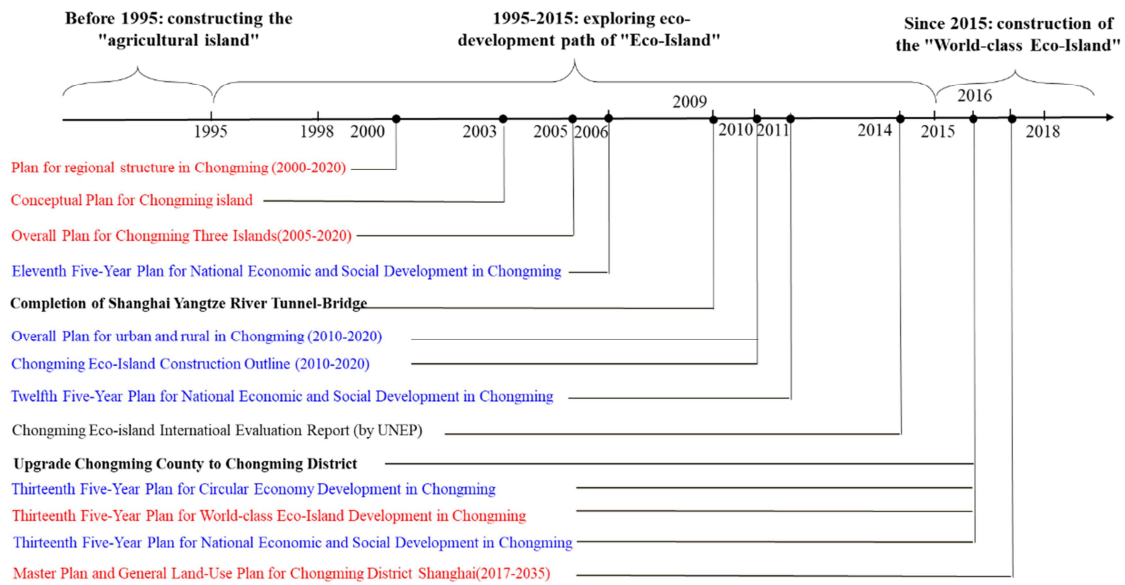 Before 1995: constructing the
"agricultural island"
1995-2015: exploring eco-
development path of "Eco-Island"
Since 2015: construction of
the "World-class Eco-Island"
2009
2016
1995
1998
2000
2003
2005
2006
2010
2011
2014
2015
2018
Plan for regional structure in Chongming (2000-2020)
Conceptual Plan for Chongming island
Overall Plan for Chongming Three Islands(2005-2020)
Eleventh Five-Year Plan for National Economic and Social Development in Chongming
Completion of Shanghai Yangtze River Tunnel-Bridge
Overall Plan for urban and rural in Chongming (2010-2020)
Chongming Eco-Island Construction Outline (2010-2020)
Twelfth Five-Year Plan for National Economic and Social Development in Chongming
Chongming Eco-island Internatioal Evaluation Report (by UNEP)
Upgrade Chongming County to Chongming District
Thirteenth Five-Year Plan for Circular Economy Development in Chongming
Thirteenth Five-Year Plan for World-class Eco-Island Development in Chongming
Thirteenth Five-Year Plan for National Economic and Social Development in Chongming
Master Plan and General Land-Use Plan for Chongming District Shanghai(2017-2035)